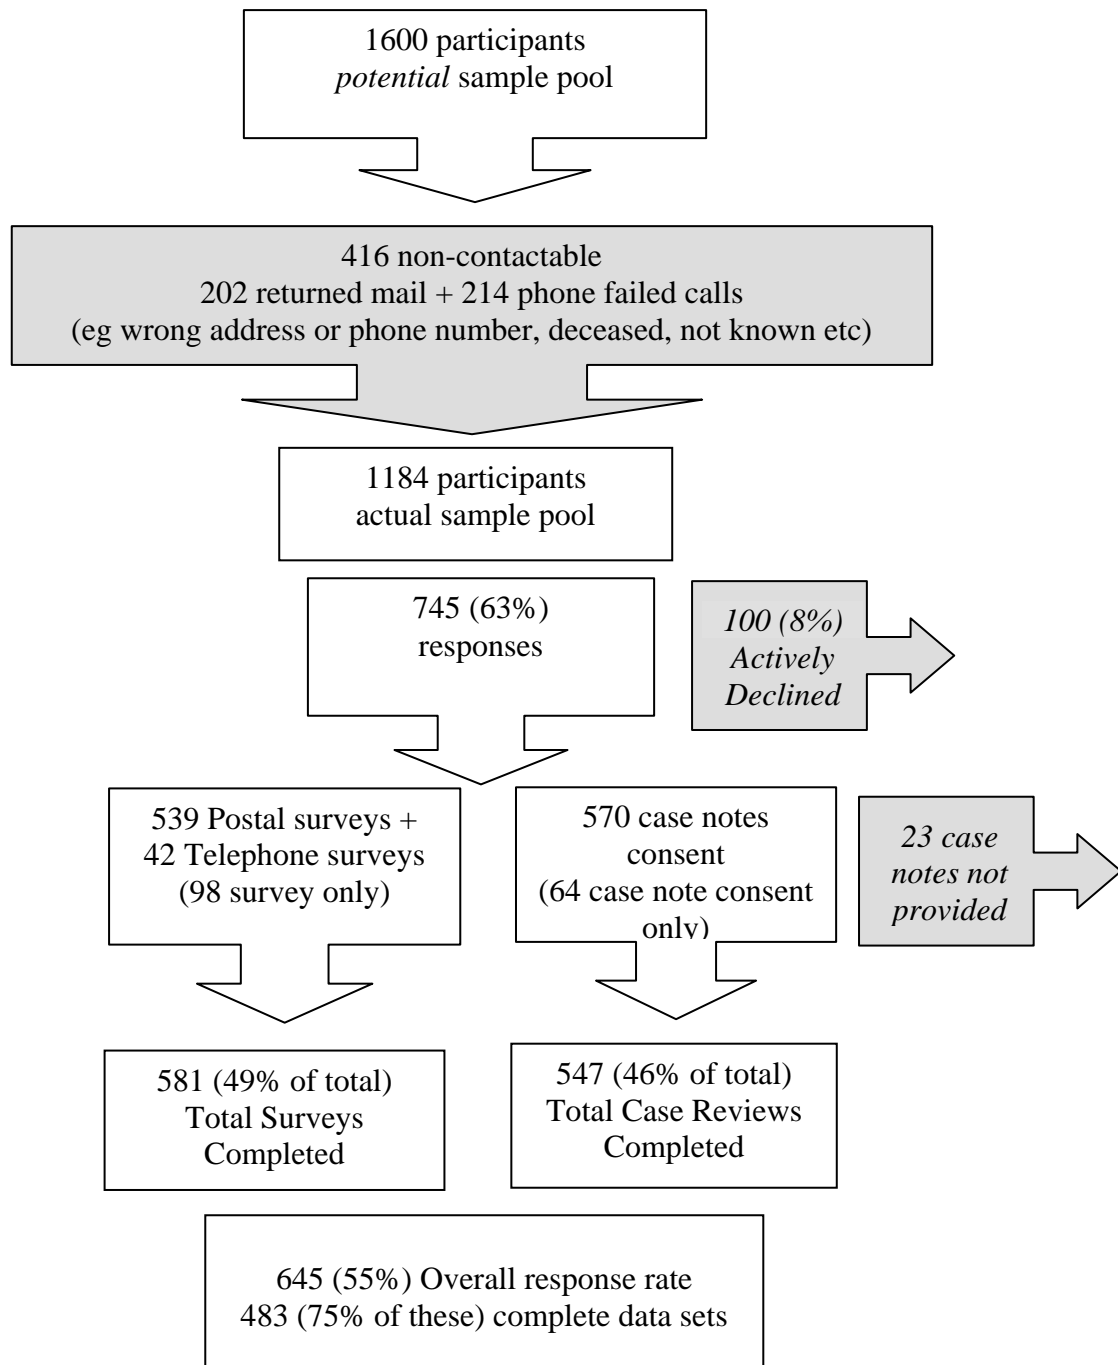 1600 participants
potential sample pool
416 non-contactable
202 returned mail + 214 phone failed calls
(eg wrong address or phone number, deceased, not known etc)
1184 participants
actual sample pool
745 (63%)
responses
100 (8%)
Actively
Declined
539 Postal surveys +
42 Telephone surveys
(98 survey only)
570 case notes
consent
(64 case note consent
only)
23 case
notes not
provided
581 (49% of total)
Total Surveys
Completed
547 (46% of total)
Total Case Reviews
Completed
645 (55%) Overall response rate
483 (75% of these) complete data sets